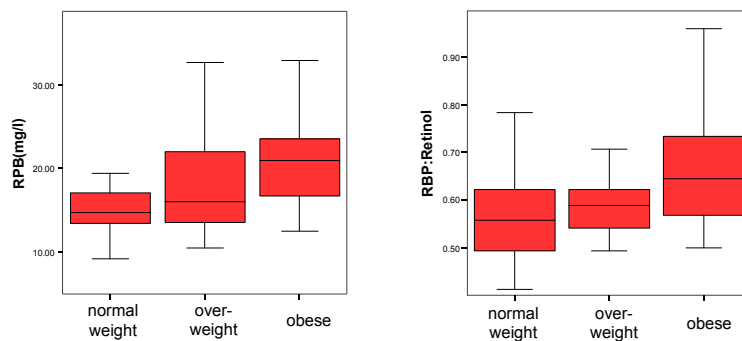 RPB(mg/l)
30.00
20.00
10.00
normal
weight
over-
weight
obese
RBP:Retinol
0.90
0.80
0.70
0.60
0.50
normal
weight
over-
weight
obese